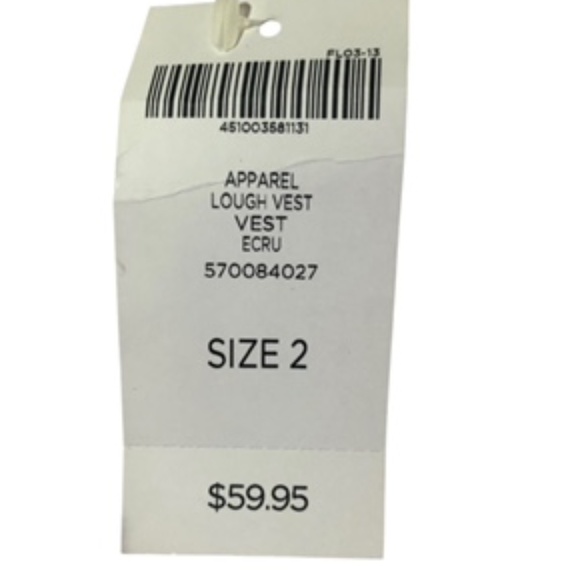 FL03-13
451003581131
APPAREL
LOUGH VEST
VEST
ECRU
570084027
SIZE 2
$59.95